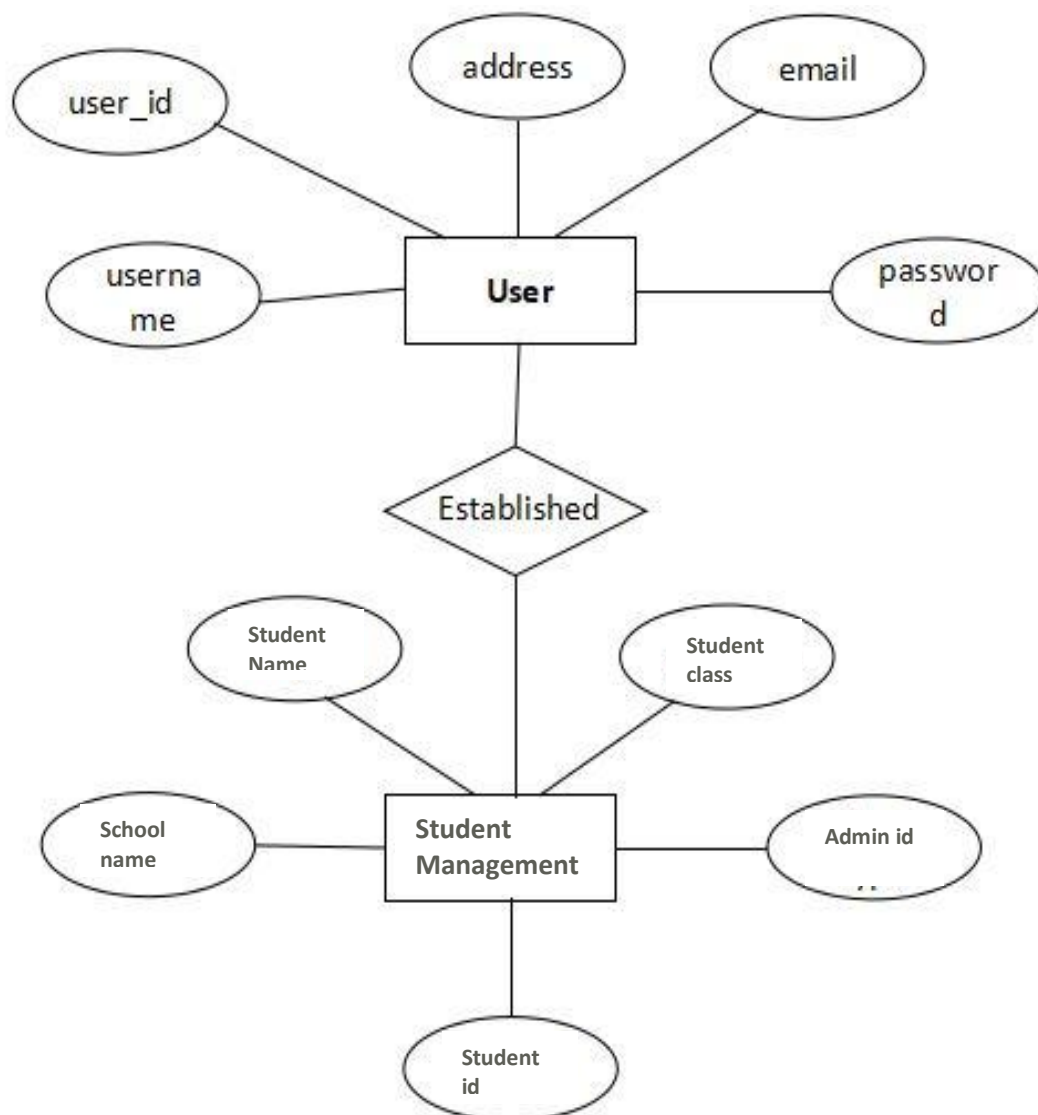 address
email
user_id
userna
me
User
passwor
d
Established
Student
Name
Student
class
School
name
Student
Management
Admin id
Student
id